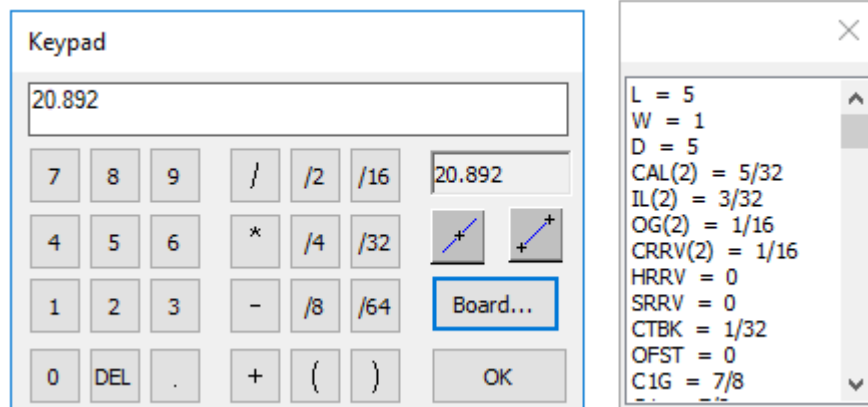 Keypad
20.892
7 8 9 / /2 /16 20.892
4 5 6 * /4 /32
1 2 3 - /8 /64 Board...
0 DEL . + ( ) OK
L = 5
W = 1
D = 5
CAL(2) = 5/32
IL(2) = 3/32
OG(2) = 1/16
CRRV(2) = 1/16
HRRV = 0
SRRV = 0
CTBK = 1/32
OFST = 0
C1G = 7/8